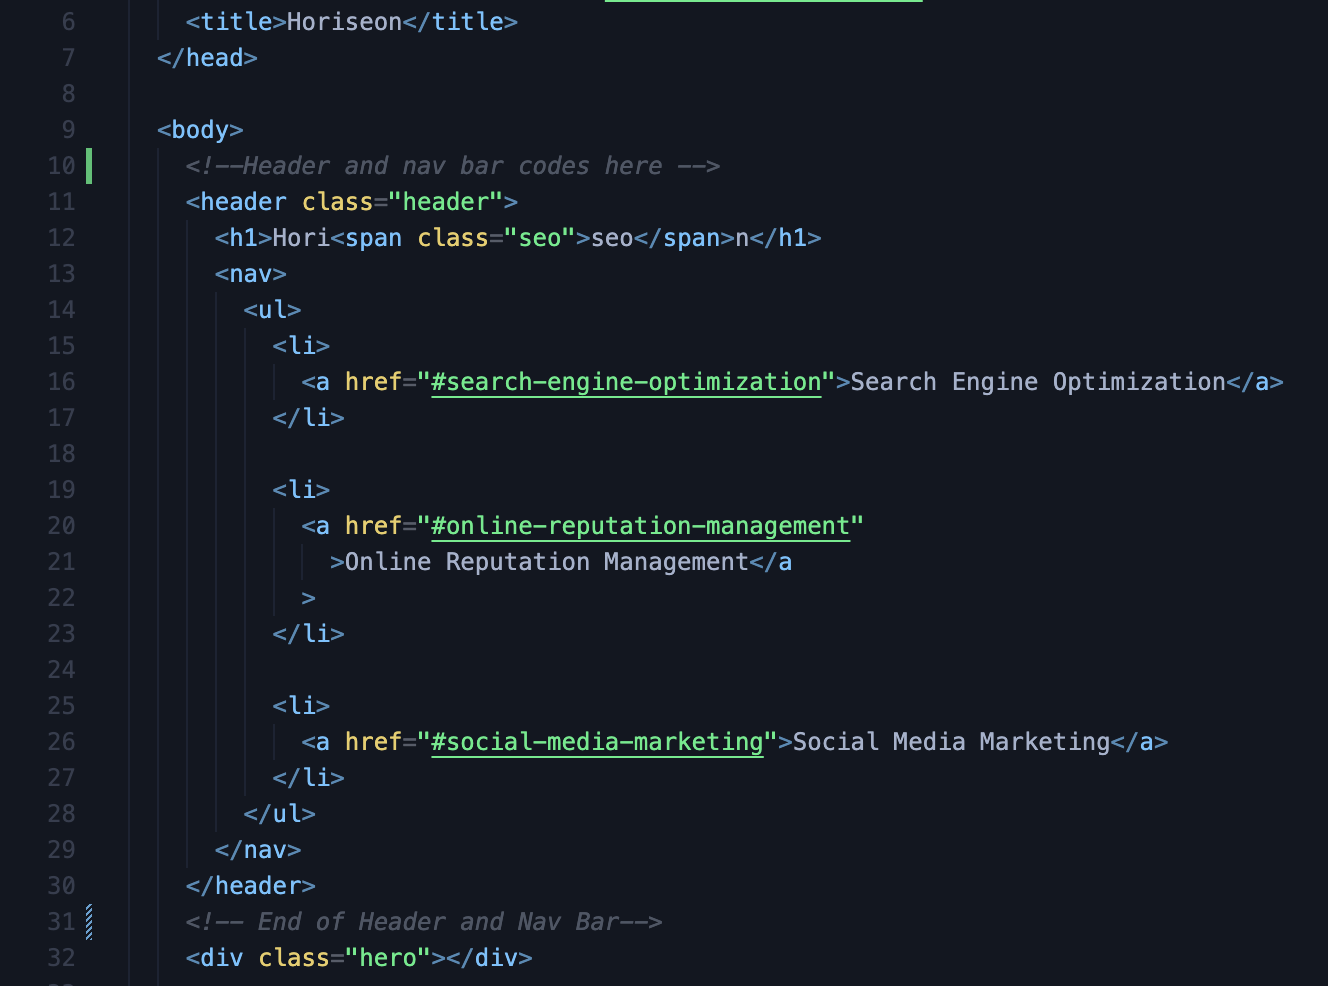 6 <title>Horiseon</title>
7 </head>
8
9 <body>
10 <!--Header and nav bar codes here -->
11 <header class="header">
12 <h1>Hori<span class="seo">seo</span>n</h1>
13 <nav>
14 <ul>
15 <li>
16 <a href="#search-engine-optimization">Search Engine Optimization</a>
17 </li>
18
19 <li>
20 <a href="#online-reputation-management"
21 >Online Reputation Management</a
22 >
23 </li>
24
25 <li>
26 <a href="#social-media-marketing">Social Media Marketing</a>
27 </li>
28 </ul>
29 </nav>
30 </header>
31 <!-- End of Header and Nav Bar-->
32 <div class="hero"></div>